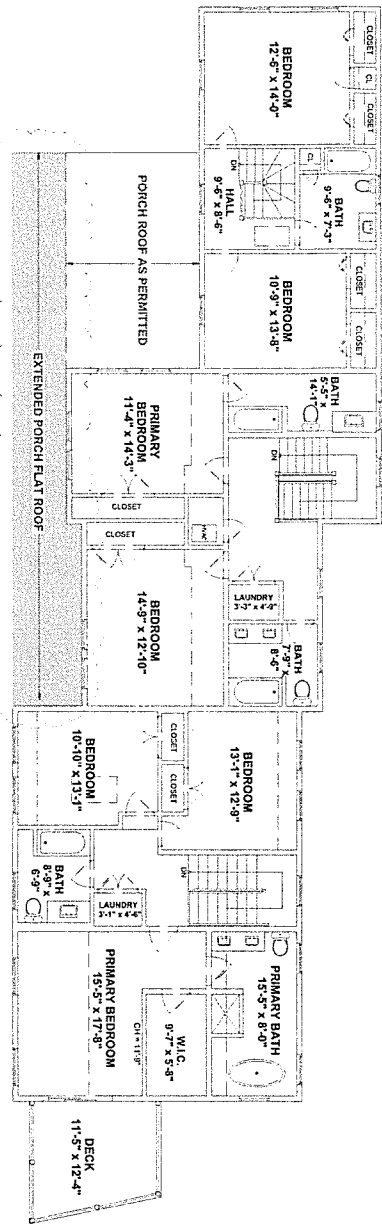 CLOSET
CL
CLOSET
BEDROOM
12'-6" x 14'-0"
CL
BATH
9'-6" x 7'-3"
DN
HALL
9'-6" x 8'-6"
BEDROOM
10'-9" x 13'-8"
CLOSET
CLOSET
PORCH ROOF AS PERMITTED
EXTENDED PORCH FLAT ROOF
BATH
5'-5" x
14'-1"
PRIMARY
BEDROOM
11'-4" x 14'-3"
DN
CLOSET
CLOSET
HVAC
LAUNDRY
3'-3" x 4'-9"
BEDROOM
14'-9" x 12'-10"
BATH
7'-9" x
8'-6"
BEDROOM
13'-1" x 12'-9"
CLOSET
CLOSET
BEDROOM
10'-10" x 13'-1"
DN
BATH
8'-9" x
6'-9"
LAUNDRY
3'-1" x 4'-6"
PRIMARY BATH
15'-5" x 8'-0"
W.I.C.
9'-7" x 5'-8"
CH = 11'-9"
PRIMARY BEDROOM
15'-5" x 17'-8"
DECK
11'-5" x 12'-4"